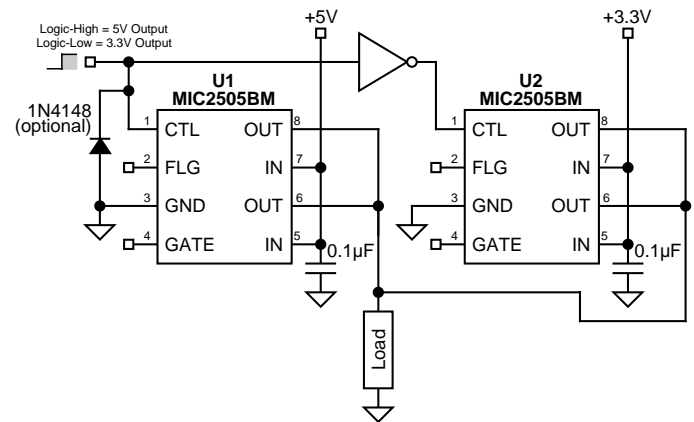 Logic-High = 5V Output
Logic-Low = 3.3V Output
+5V
+3.3V
U1
MIC2505BM
U2
MIC2505BM
1N4148
(optional)
1 CTL OUT 8
2 FLG IN 7
3 GND OUT 6
4 GATE IN 5
0.1µF
1 CTL OUT 8
2 FLG IN 7
3 GND OUT 6
4 GATE IN 5
0.1µF
Load